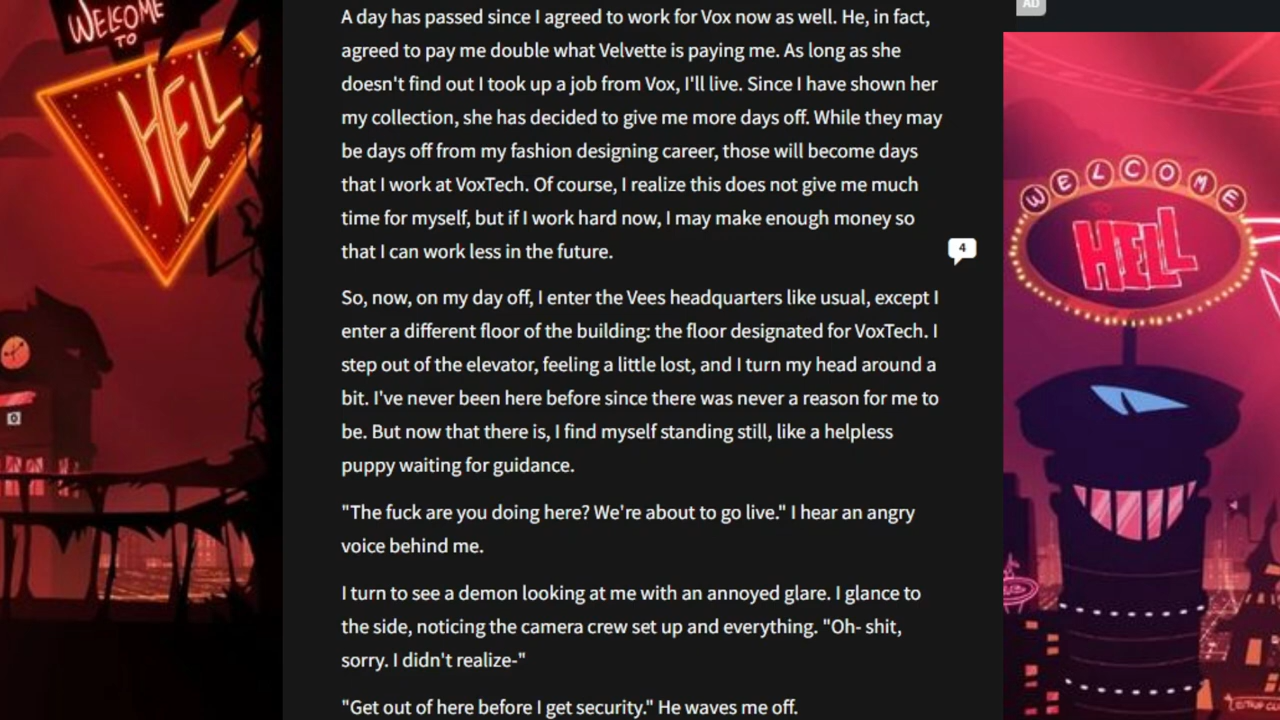 WELCOME
TO
HELL
A day has passed since I agreed to work for Vox now as well. He, in fact,
agreed to pay me double what Velvette is paying me. As long as she
doesn't find out I took up a job from Vox, I'll live. Since I have shown her
my collection, she has decided to give me more days off. While they may
be days off from my fashion designing career, those will become days
that I work at VoxTech. Of course, I realize this does not give me much
time for myself, but if I work hard now, I may make enough money so
that I can work less in the future.
4
So, now, on my day off, I enter the Vees headquarters like usual, except I
enter a different floor of the building: the floor designated for VoxTech. I
step out of the elevator, feeling a little lost, and I turn my head around a
bit. I've never been here before since there was never a reason for me to
be. But now that there is, I find myself standing still, like a helpless
puppy waiting for guidance.
"The fuck are you doing here? We're about to go live." I hear an angry
voice behind me.
I turn to see a demon looking at me with an annoyed glare. I glance to
the side, noticing the camera crew set up and everything. "Oh- shit,
sorry. I didn't realize-"
"Get out of here before I get security." He waves me off.
AD
WELCOME
HELL